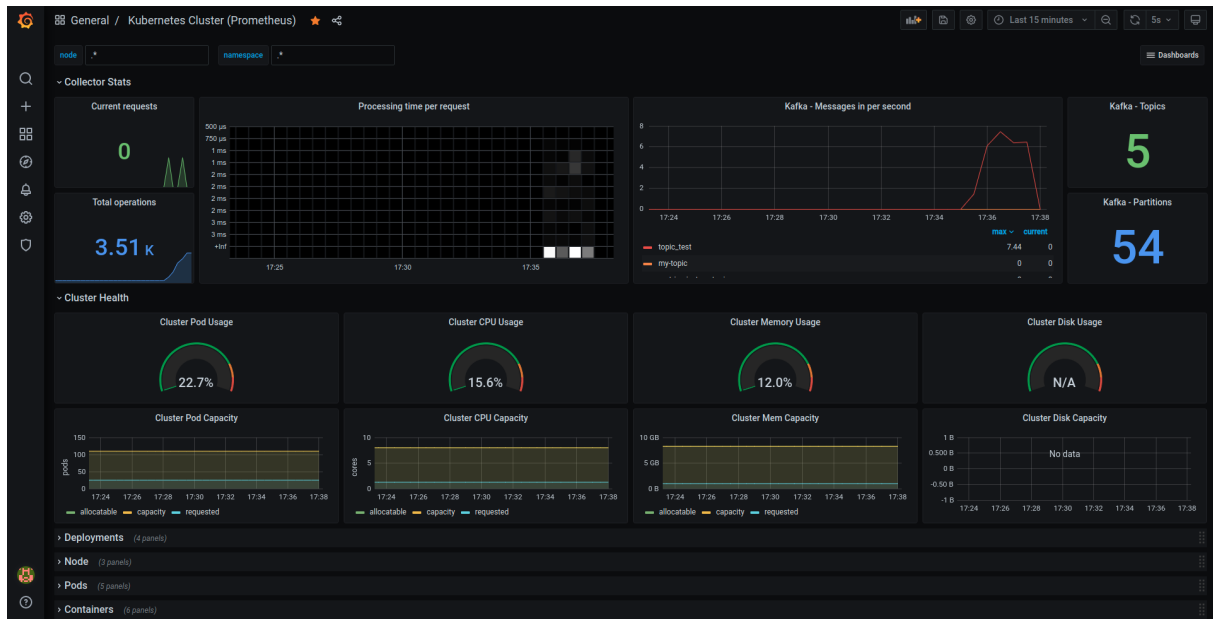 General / Kubernetes Cluster (Prometheus)
Last 15 minutes
5s
node .* namespace .*
Dashboards
Collector Stats
Current requests
0
Total operations
3.51 K
Processing time per request
500 µs
750 µs
1 ms
1 ms
2 ms
2 ms
2 ms
2 ms
3 ms
3 ms
+Inf
17:25 17:30 17:35
Kafka - Messages in per second
8
6
4
2
0
17:24 17:26 17:28 17:30 17:32 17:34 17:36 17:38
max current
topic_test 7.44 0
my-topic 0 0
Kafka - Topics
5
Kafka - Partitions
54
Cluster Health
Cluster Pod Usage
22.7%
Cluster CPU Usage
15.6%
Cluster Memory Usage
12.0%
Cluster Disk Usage
N/A
Cluster Pod Capacity
pods
150
100
50
0
17:24 17:26 17:28 17:30 17:32 17:34 17:36 17:38
allocatable capacity requested
Cluster CPU Capacity
cores
10
5
0
17:24 17:26 17:28 17:30 17:32 17:34 17:36 17:38
allocatable capacity requested
Cluster Mem Capacity
10 GB
5 GB
0 B
17:24 17:26 17:28 17:30 17:32 17:34 17:36 17:38
allocatable capacity requested
Cluster Disk Capacity
1 B
0.500 B
0 B
-0.50 B
-1 B
No data
17:24 17:26 17:28 17:30 17:32 17:34 17:36 17:38
Deployments (4 panels)
Node (3 panels)
Pods (5 panels)
Containers (6 panels)